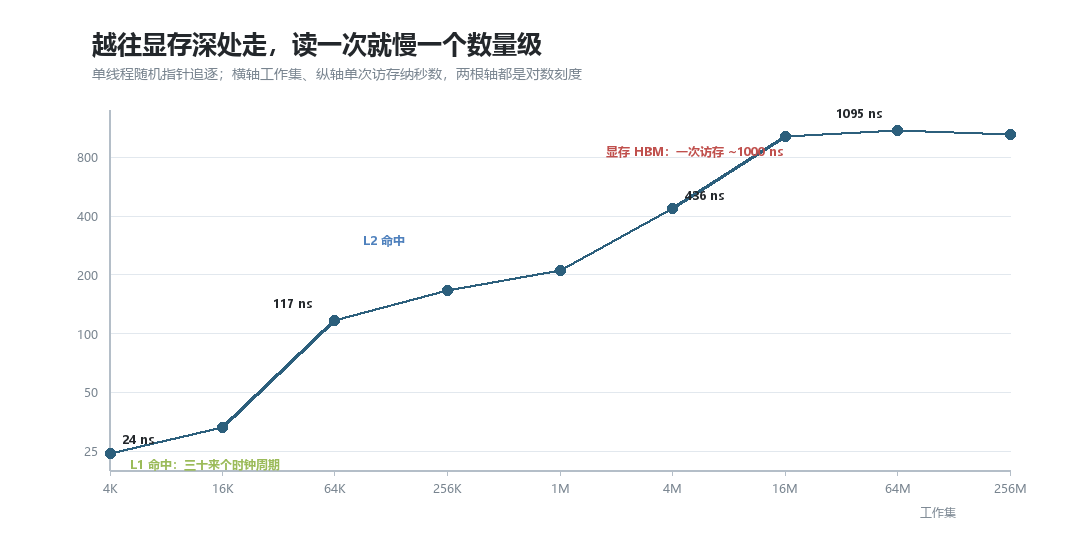 越往显存深处走，读一次就慢一个数量级
单线程随机指针追逐；横轴工作集、纵轴单次访存纳秒数，两根轴都是对数刻度
1095 ns
800
显存 HBM：一次访存 ~1000 ns
436 ns
400
L2 命中
200
117 ns
100
50
24 ns
25
L1 命中：三十来个时钟周期
4K 16K 64K 256K 1M 4M 16M 64M 256M
工作集